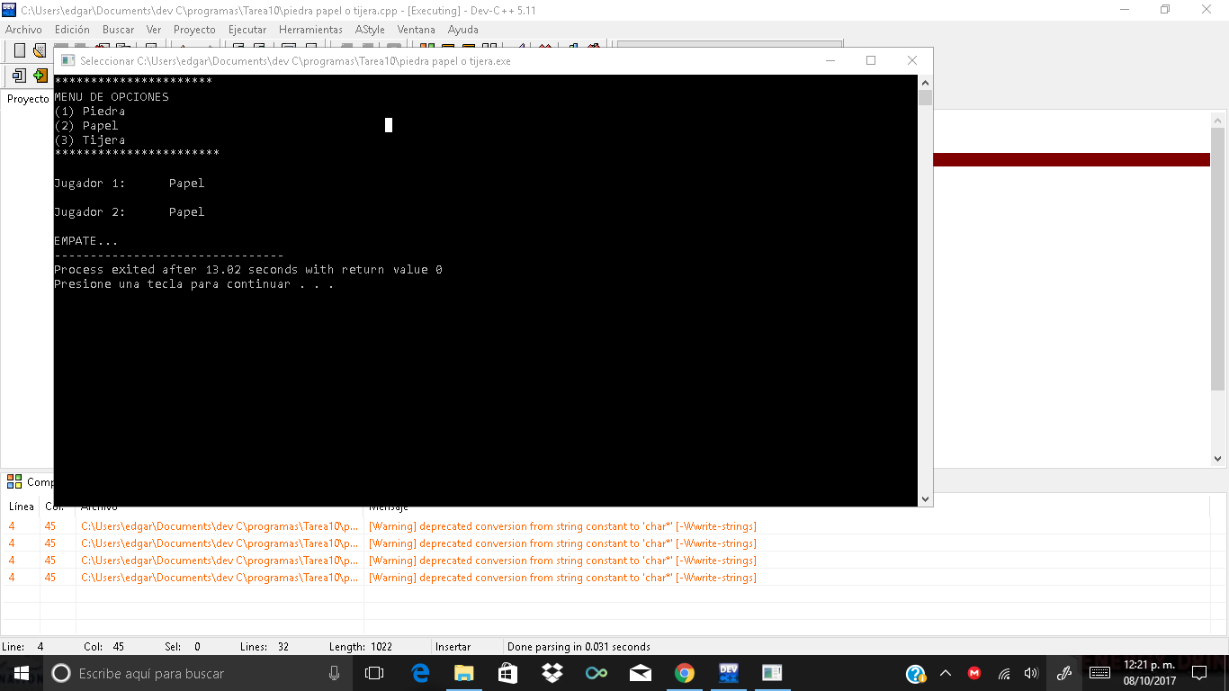 C:\Users\edgar\Documents\dev C\programas\Tarea10\piedra papel o tijera.cpp - [Executing] - Dev-C++ 5.11
Archivo Edición Buscar Ver Proyecto Ejecutar Herramientas AStyle Ventana Ayuda
Seleccionar C:\Users\edgar\Documents\dev C\programas\Tarea10\piedra papel o tijera.exe
Proyecto
**********************
MENU DE OPCIONES
(1) Piedra
(2) Papel
(3) Tijera
***********************
Jugador 1: Papel
Jugador 2: Papel
EMPATE...
--------------------------------
Process exited after 13.02 seconds with return value 0
Presione una tecla para continuar . . .
Línea Col. Archivo Mensaje
4 45 C:\Users\edgar\Documents\dev C\programas\Tarea10\p... [Warning] deprecated conversion from string constant to 'char*' [-Wwrite-strings]
4 45 C:\Users\edgar\Documents\dev C\programas\Tarea10\p... [Warning] deprecated conversion from string constant to 'char*' [-Wwrite-strings]
4 45 C:\Users\edgar\Documents\dev C\programas\Tarea10\p... [Warning] deprecated conversion from string constant to 'char*' [-Wwrite-strings]
4 45 C:\Users\edgar\Documents\dev C\programas\Tarea10\p... [Warning] deprecated conversion from string constant to 'char*' [-Wwrite-strings]
Line: 4 Col: 45 Sel: 0 Lines: 32 Length: 1022 Insertar Done parsing in 0.031 seconds
Escribe aquí para buscar
DEV
12:21 p. m.
08/10/2017